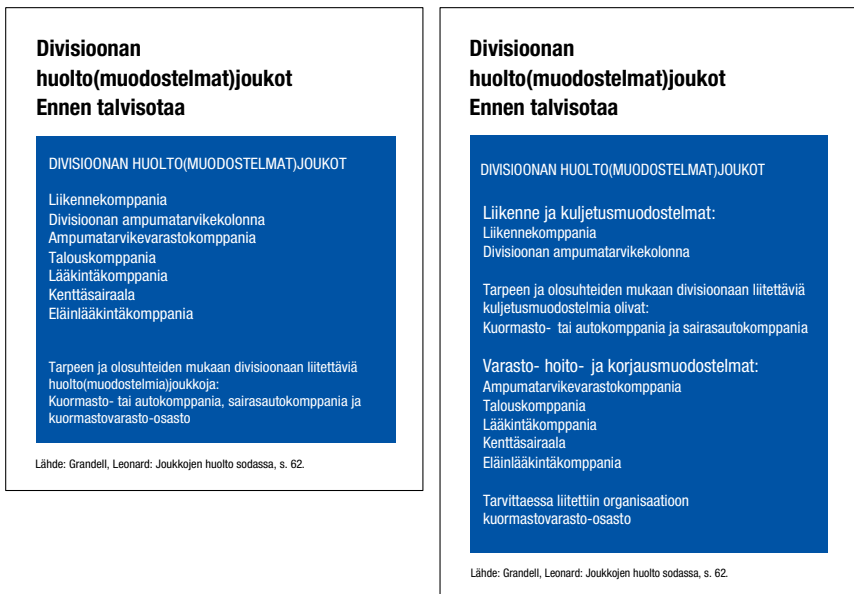 Divisioonan
huolto(muodostelmat)joukot
Ennen talvisotaa
DIVISIOONAN HUOLTO(MUODOSTELMAT)JOUKOT
Liikennekomppania
Divisioonan ampumatarvikekolonna
Ampumatarvikevarastokomppania
Talouskomppania
Lääkintäkomppania
Kenttäsairaala
Eläinlääkintäkomppania
Tarpeen ja olosuhteiden mukaan divisioonaan liitettäviä
huolto(muodostelmia)joukkoja:
Kuormasto- tai autokomppania, sairasautokomppania ja
kuormastovarasto-osasto
Lähde: Grandell, Leonard: Joukkojen huolto sodassa, s. 62.
Divisioonan
huolto(muodostelmat)joukot
Ennen talvisotaa
DIVISIOONAN HUOLTO(MUODOSTELMAT)JOUKOT
Liikenne ja kuljetusmuodostelmat:
Liikennekomppania
Divisioonan ampumatarvikekolonna
Tarpeen ja olosuhteiden mukaan divisioonaan liitettäviä
kuljetusmuodostelmia olivat:
Kuormasto- tai autokomppania ja sairasautokomppania
Varasto- hoito- ja korjausmuodostelmat:
Ampumatarvikevarastokomppania
Talouskomppania
Lääkintäkomppania
Kenttäsairaala
Eläinlääkintäkomppania
Tarvittaessa liitettiin organisaatioon
kuormastovarasto-osasto
Lähde: Grandell, Leonard: Joukkojen huolto sodassa, s. 62.